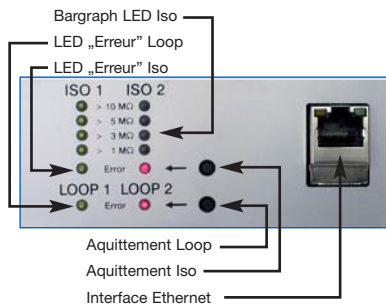 Bargraph LED Iso
LED „Erreur" Loop
LED „Erreur" Iso
ISO 1 ISO 2
> 10 MΩ
> 5 MΩ
> 3 MΩ
> 1 MΩ
Error
LOOP 1 LOOP 2
Error
Aquittement Loop
Aquittement Iso
Interface Ethernet